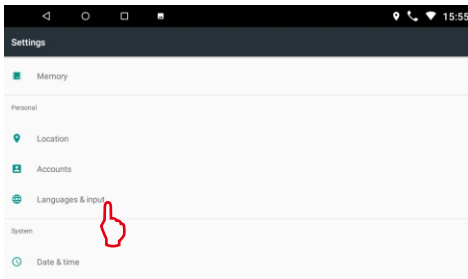 15:55
Settings
Memory
Personal
Location
Accounts
Languages & input
System
Date & time